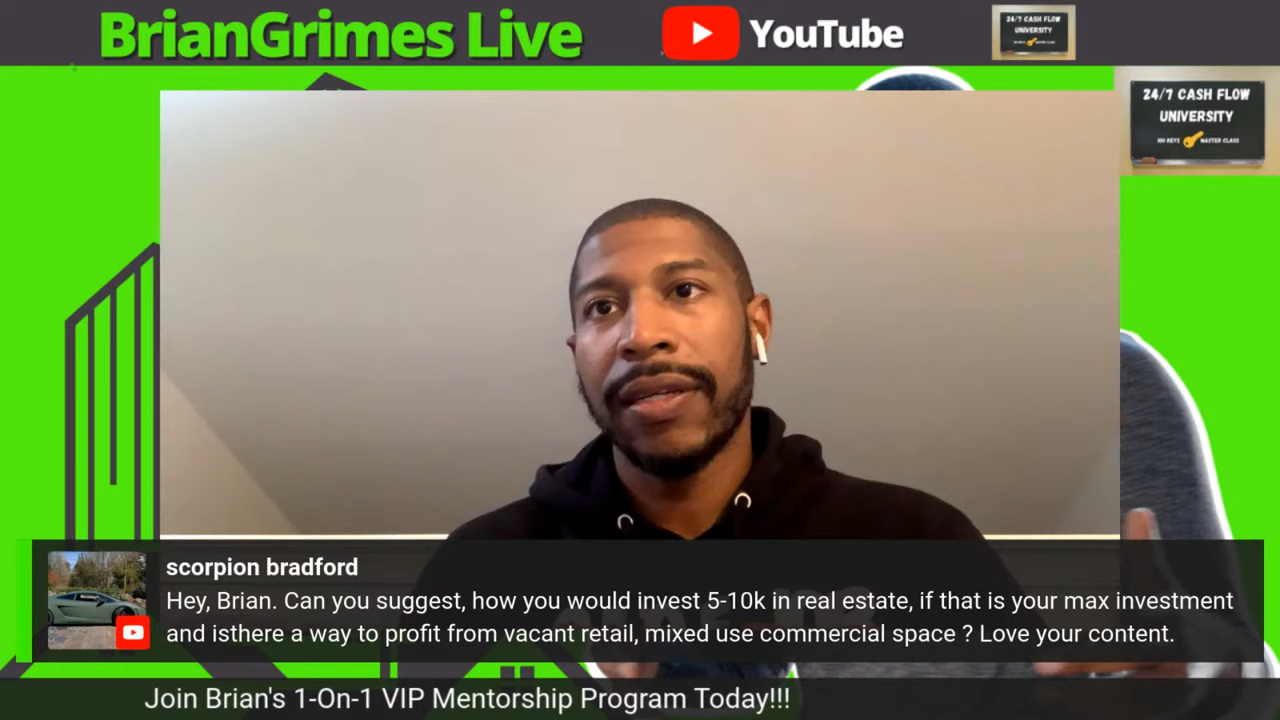 BrianGrimes Live
YouTube
24/7 CASH FLOW
UNIVERSITY
24/7 CASH FLOW
UNIVERSITY
100 KEYS MASTER CLASS
scorpion bradford
Hey, Brian. Can you suggest, how you would invest 5-10k in real estate, if that is your max investment
and isthere a way to profit from vacant retail, mixed use commercial space ? Love your content.
Join Brian's 1-On-1 VIP Mentorship Program Today!!!